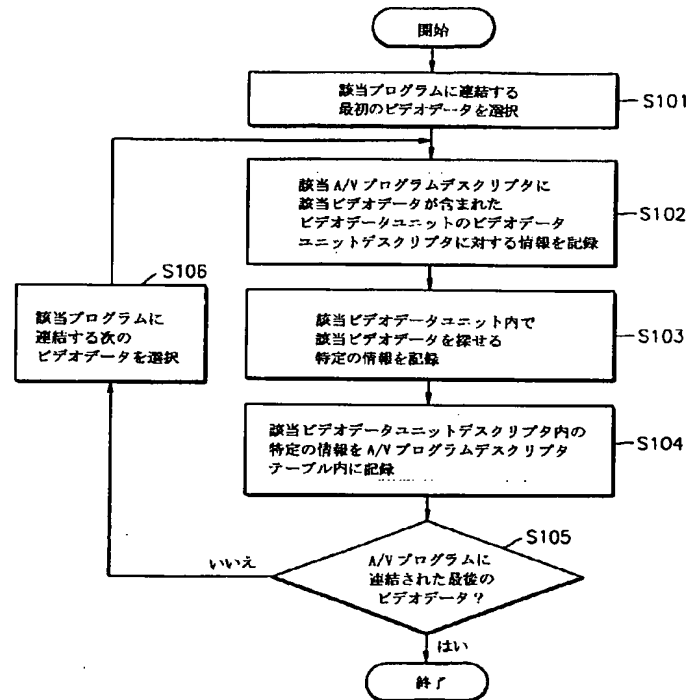 開始
該当プログラムに連結する
最初のビデオデータを選択
S101
該当 A/V プログラムデスクリプタに
該当ビデオデータが含まれた
ビデオデータユニットのビデオデータ
ユニットデスクリプタに対する情報を記録
S102
S106
該当プログラムに
連結する次の
ビデオデータを選択
該当ビデオデータユニット内で
該当ビデオデータを探せる
特定の情報を記録
S103
該当ビデオデータユニットデスクリプタ内の
特定の情報を A/V プログラムデスクリプタ
テーブル内に記録
S104
S105
いいえ
A/V プログラムに
連結された最後の
ビデオデータ?
はい
終了